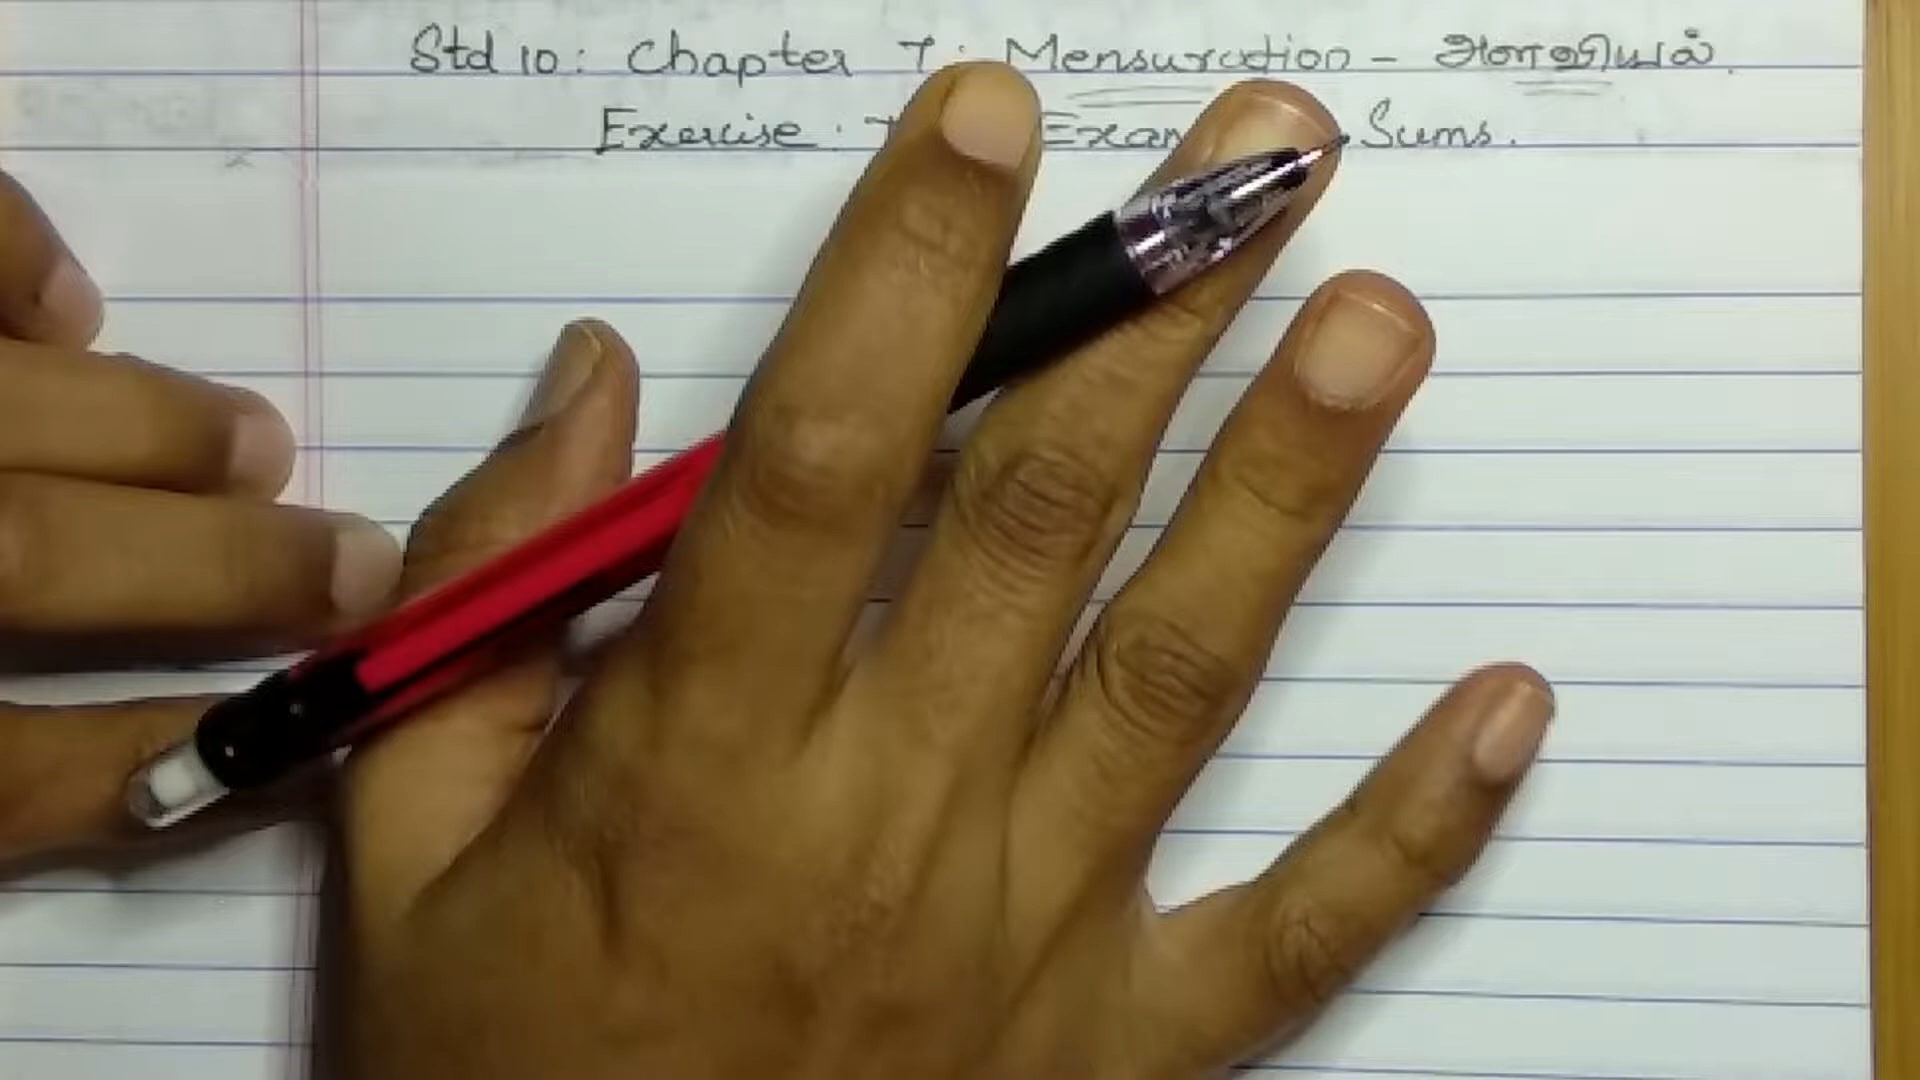 Std 10: Chapter 7: Mensuration - அளவியல்.
Exercise: Sums.